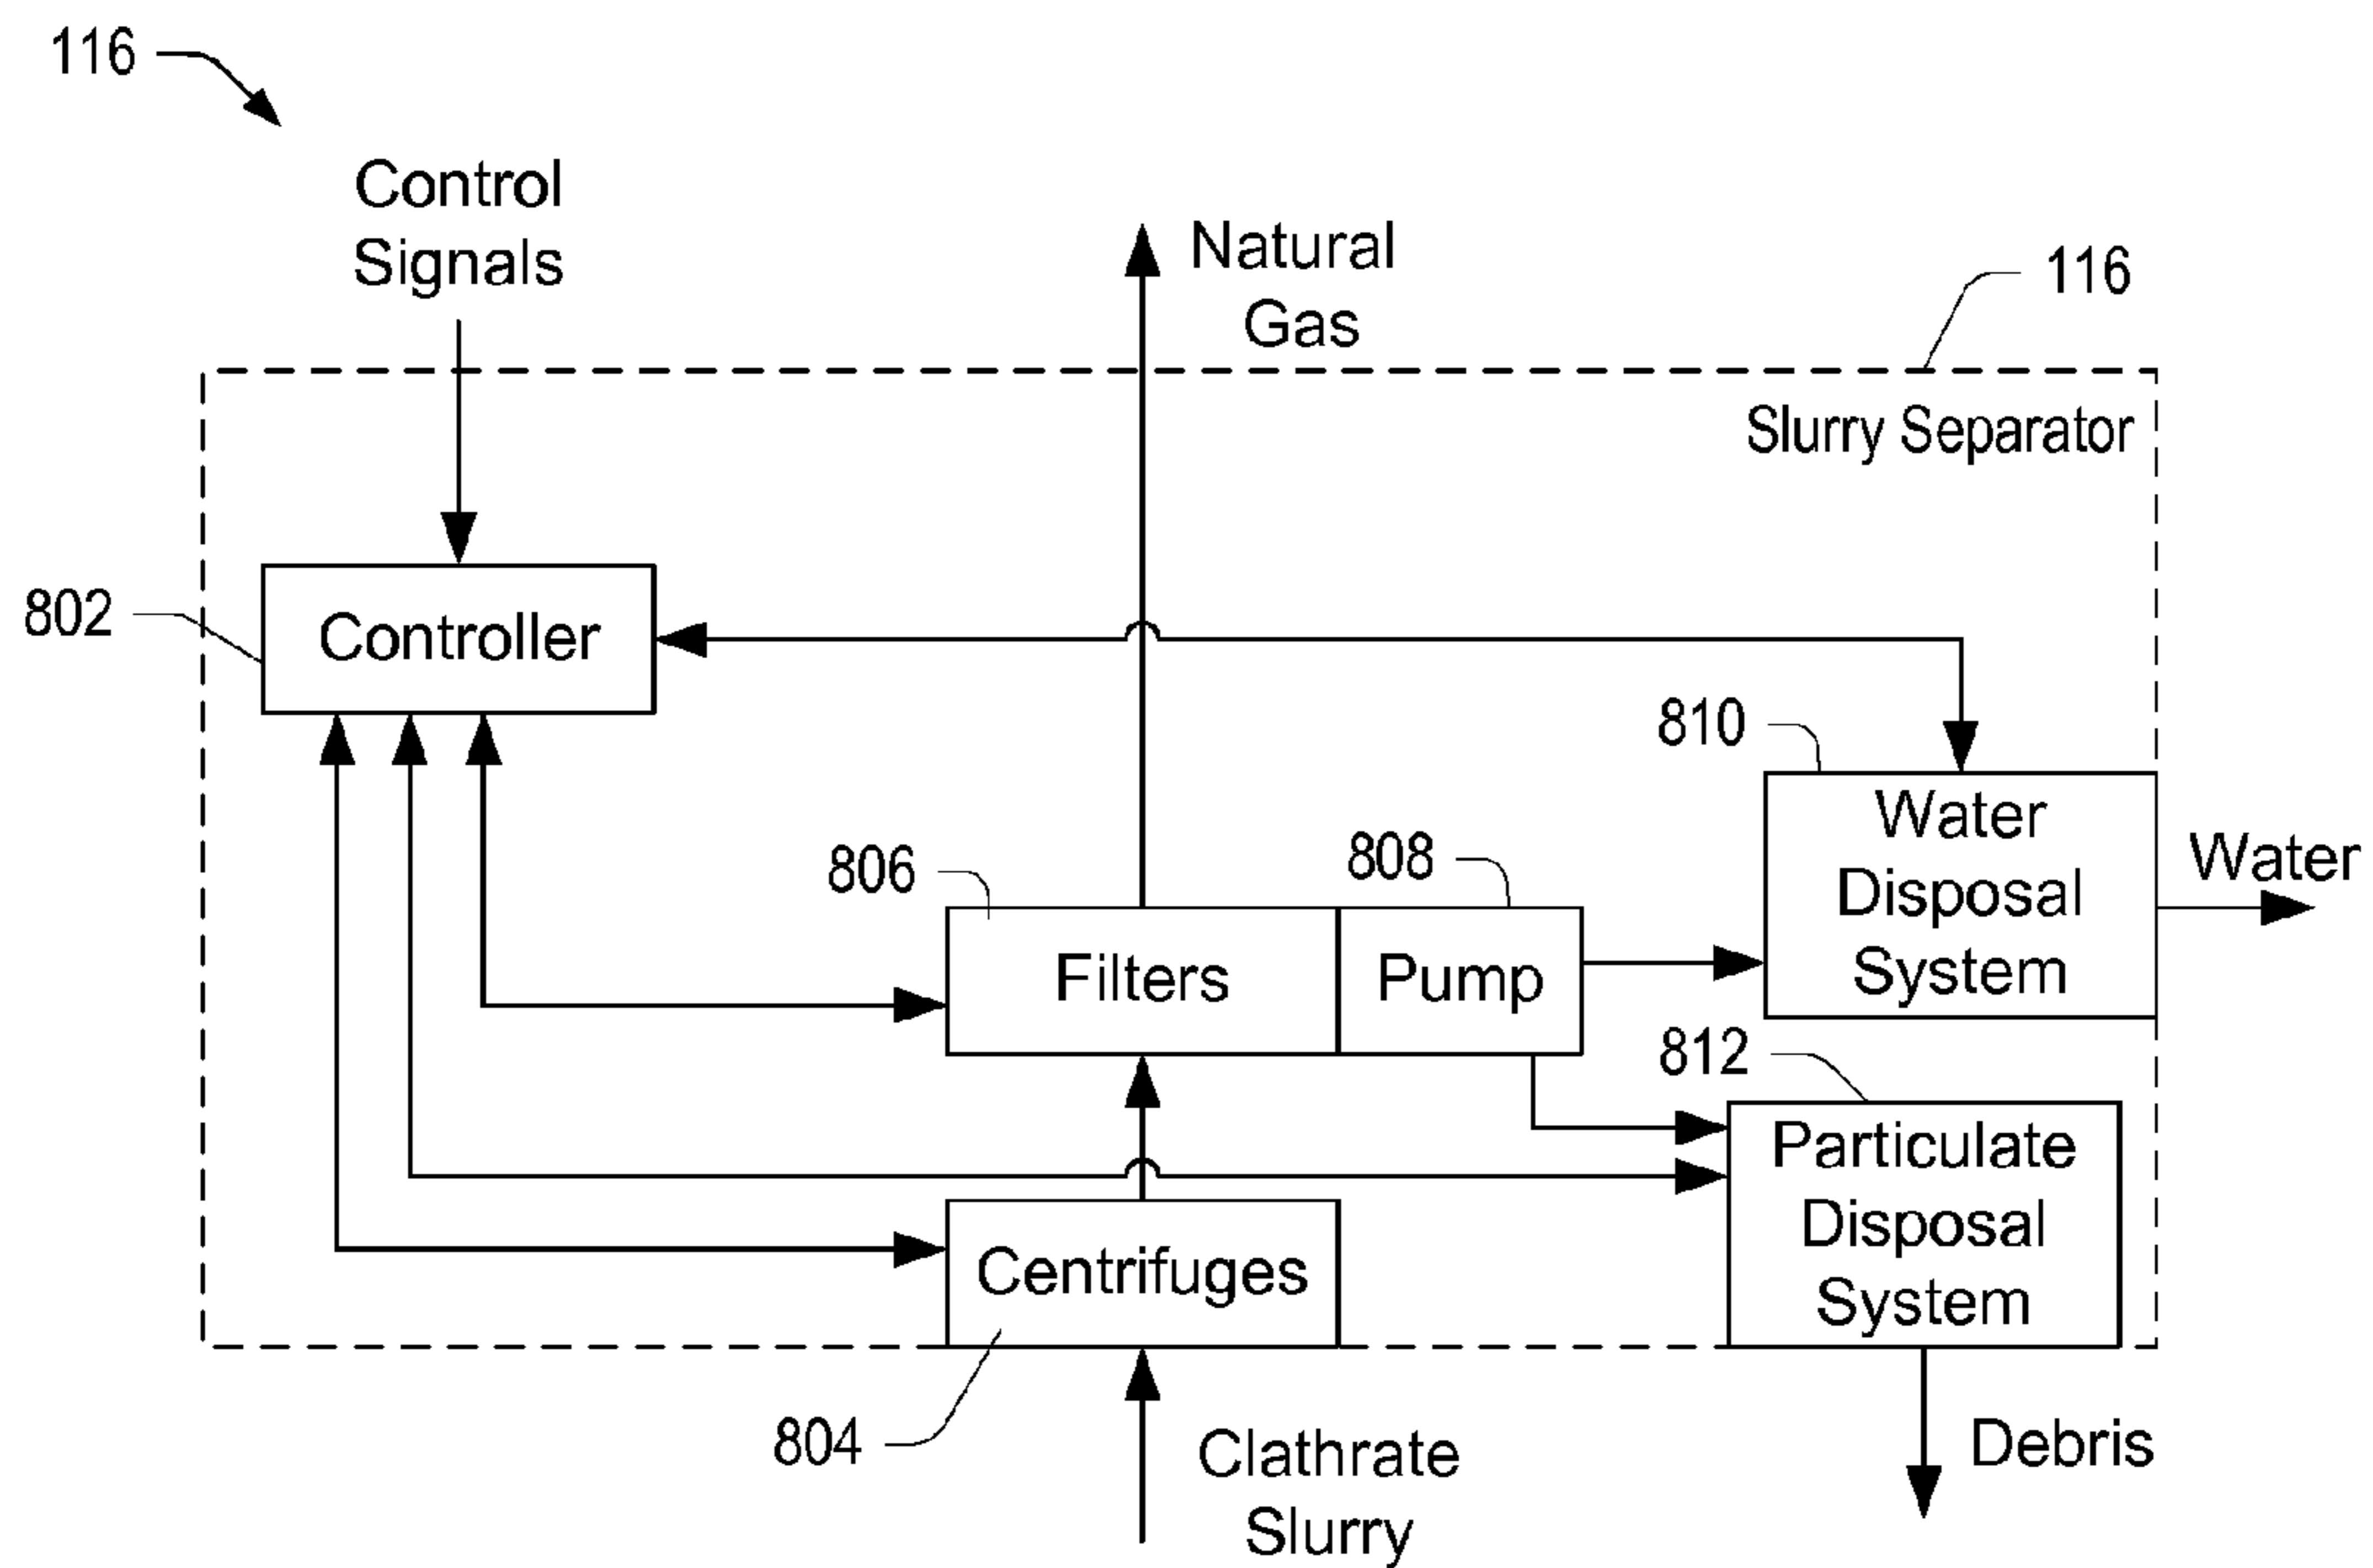 116
Control
Signals
Natural
Gas
116
Slurry Separator
802
Controller
810
Water
Disposal
System
Water
806
808
Filters
Pump
812
Particulate
Disposal
System
Centrifuges
804
Clathrate
Slurry
Debris